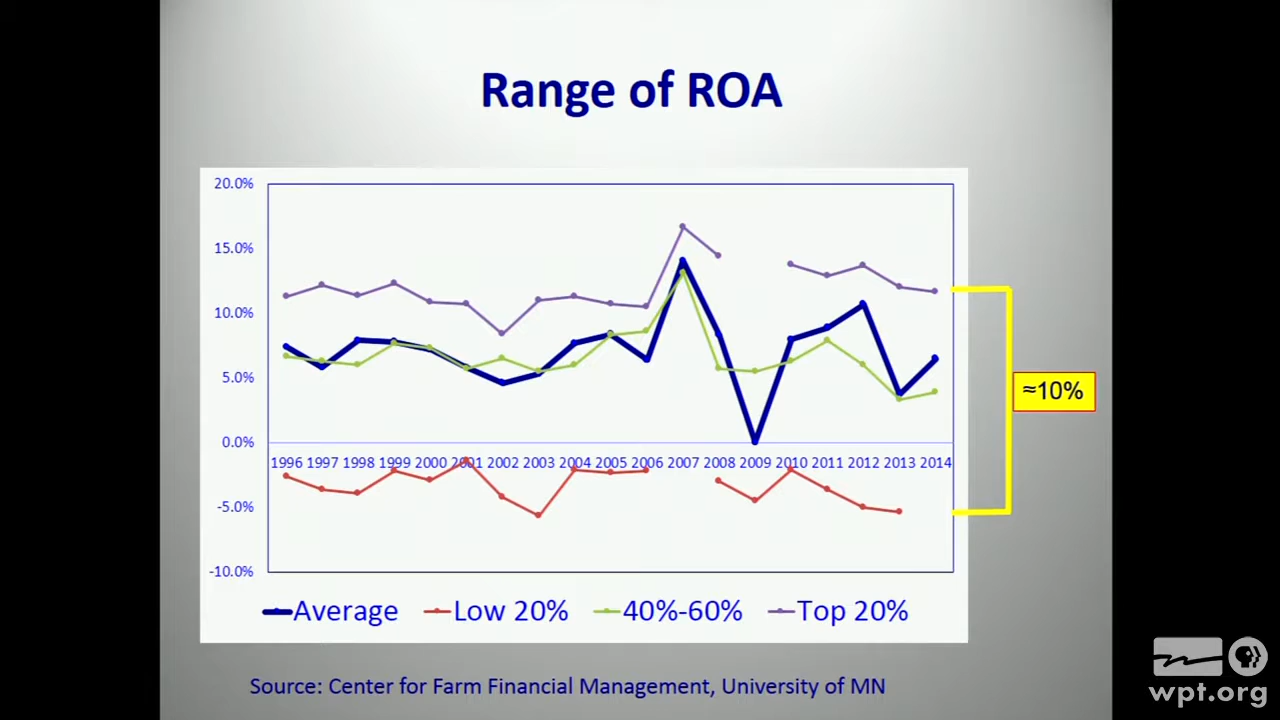 Range of ROA
20.0%
15.0%
10.0%
5.0%
0.0%
-5.0%
-10.0%
1996 1997 1998 1999 2000 2001 2002 2003 2004 2005 2006 2007 2008 2009 2010 2011 2012 2013 2014
≈10%
Average Low 20% 40%-60% Top 20%
Source: Center for Farm Financial Management, University of MN
wpt.org